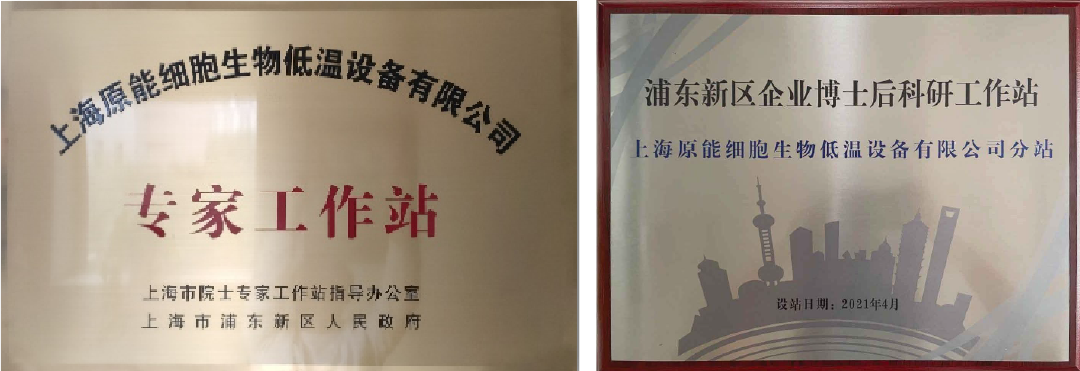 上海原能细胞生物低温设备有限公司
专家工作站
上海市院士专家工作站指导办公室
上海市浦东新区人民政府
浦东新区企业博士后科研工作站
上海原能细胞生物低温设备有限公司分站
设站日期：2021年4月